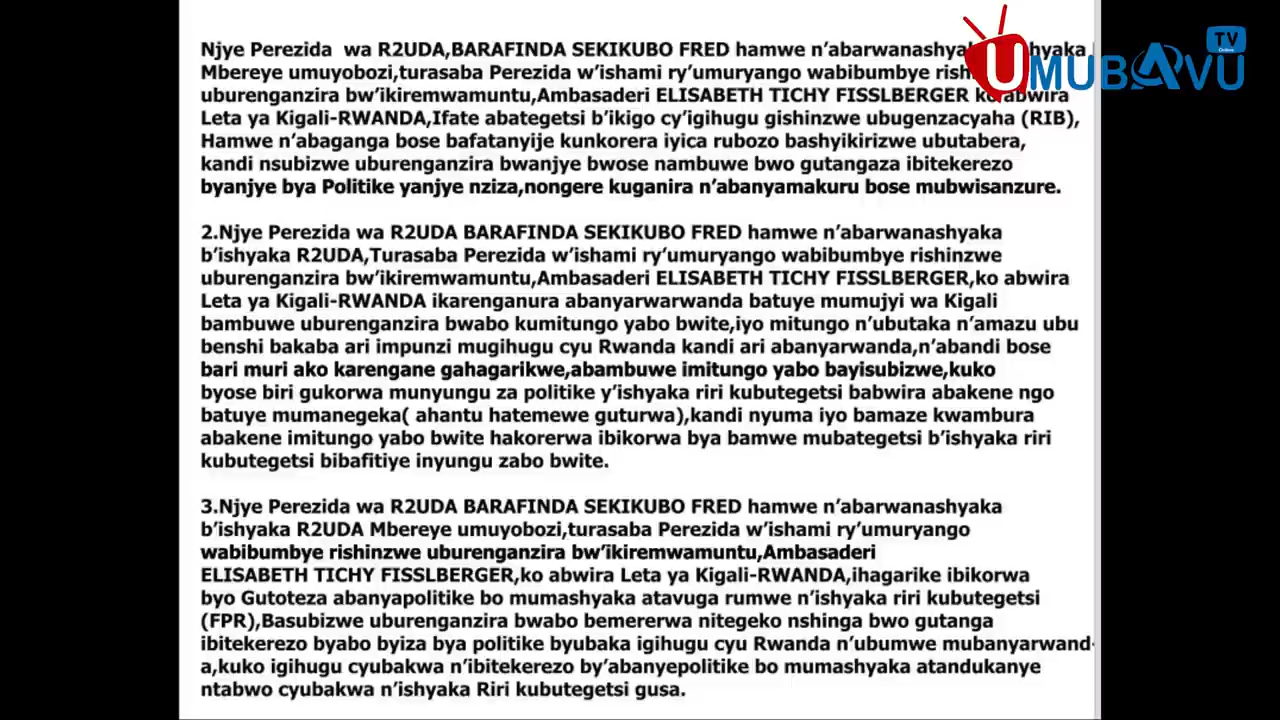 Njye Perezida wa R2UDA,BARAFINDA SEKIKUBO FRED hamwe n’abarwanashyaka
Mbereye umuyobozi,turasaba Perezida w’ishami ry’umuryango wabibumbye
uburenganzira bw’ikiremwamuntu,Ambasaderi ELISABETH TICHY FISSLBERGER ko abwira
Leta ya Kigali-RWANDA,Ifate abategetsi b’ikigo cy’igihugu gishinzwe ubugenzacyaha (RIB),
Hamwe n’abaganga bose bafatanyije kunkorera iyica rubozo bashyikirizwe ubutabera,
kandi nsubizwe uburenganzira bwanjye bwose nambuwe bwo gutangaza ibitekerezo
byanjye bya Politike yanjye nziza,nongere kuganira n’abanyamakuru bose mubwisanzure.
2.Njye Perezida wa R2UDA BARAFINDA SEKIKUBO FRED hamwe n’abarwanashyaka
b’ishyaka R2UDA,Turasaba Perezida w’ishami ry’umuryango wabibumbye rishinzwe
uburenganzira bw’ikiremwamuntu,Ambasaderi ELISABETH TICHY FISSLBERGER,ko abwira
Leta ya Kigali-RWANDA ikarenganura abanyarwarwanda batuye mumujyi wa Kigali
bambuwe uburenganzira bwabo kumitungo yabo bwite,iyo mitungo n’ubutaka n’amazu ubu
benshi bakaba ari impunzi mugihugu cyu Rwanda kandi ari abanyarwanda,n’abandi bose
bari muri ako karengane gahagarikwe,abambuwe imitungo yabo bayisubizwe,kuko
byose biri gukorwa munyungu za politike y’ishyaka riri kubutegetsi babwira abakene ngo
batuye mumanegeka( ahantu hatemewe guturwa),kandi nyuma iyo bamaze kwambura
abakene imitungo yabo bwite hakorerwa ibikorwa bya bamwe mubategetsi b’ishyaka riri
kubutegetsi bibafitiye inyungu zabo bwite.
3.Njye Perezida wa R2UDA BARAFINDA SEKIKUBO FRED hamwe n’abarwanashyaka
b’ishyaka R2UDA Mbereye umuyobozi,turasaba Perezida w’ishami ry’umuryango
wabibumbye rishinzwe uburenganzira bw’ikiremwamuntu,Ambasaderi
ELISABETH TICHY FISSLBERGER,ko abwira Leta ya Kigali-RWANDA,ihagarike ibikorwa
byo Gutoteza abanyapolitike bo mumashyaka atavuga rumwe n’ishyaka riri kubutegetsi
(FPR),Basubizwe uburenganzira bwabo bemererwa nitegeko nshinga bwo gutanga
ibitekerezo byabo byiza bya politike byubaka igihugu cyu Rwanda n’ubumwe mubanyarwand-
a,kuko igihugu cyubakwa n’ibitekerezo by’abanyepolitike bo mumashyaka atandukanye
ntabwo cyubakwa n’ishyaka Riri kubutegetsi gusa.
UMUBAVU
TV
Online